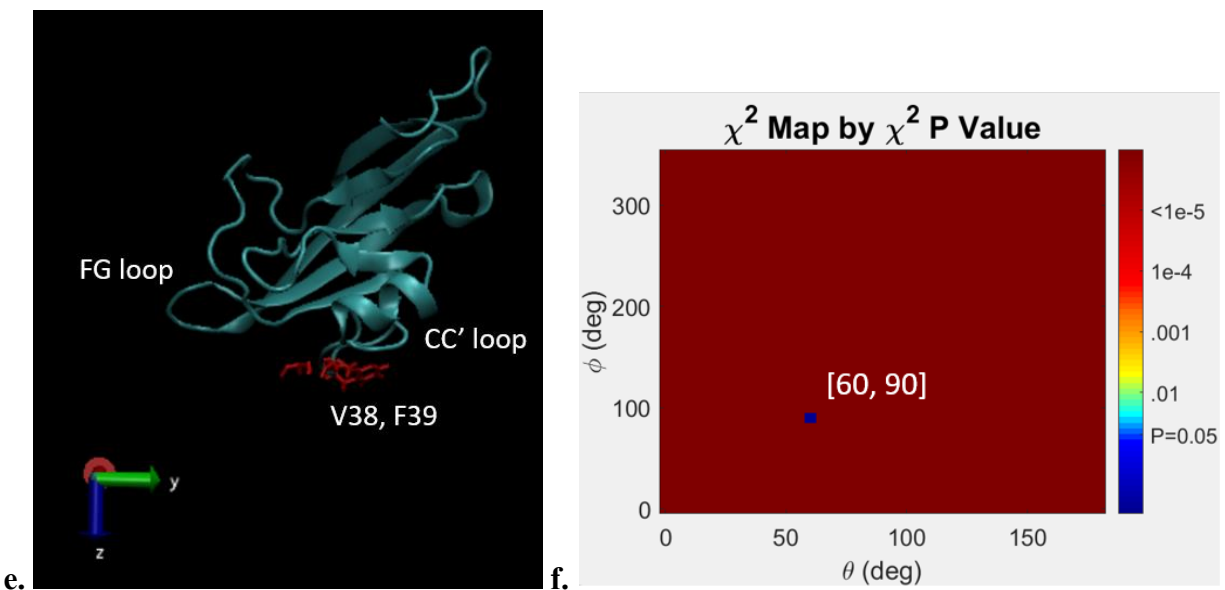 FG loop
CC' loop
V38, F39
y
z
e.
χ² Map by χ² P Value
300
200
100
0
ϕ (deg)
[60, 90]
0
50
100
150
θ (deg)
<1e-5
1e-4
.001
.01
P=0.05
f.